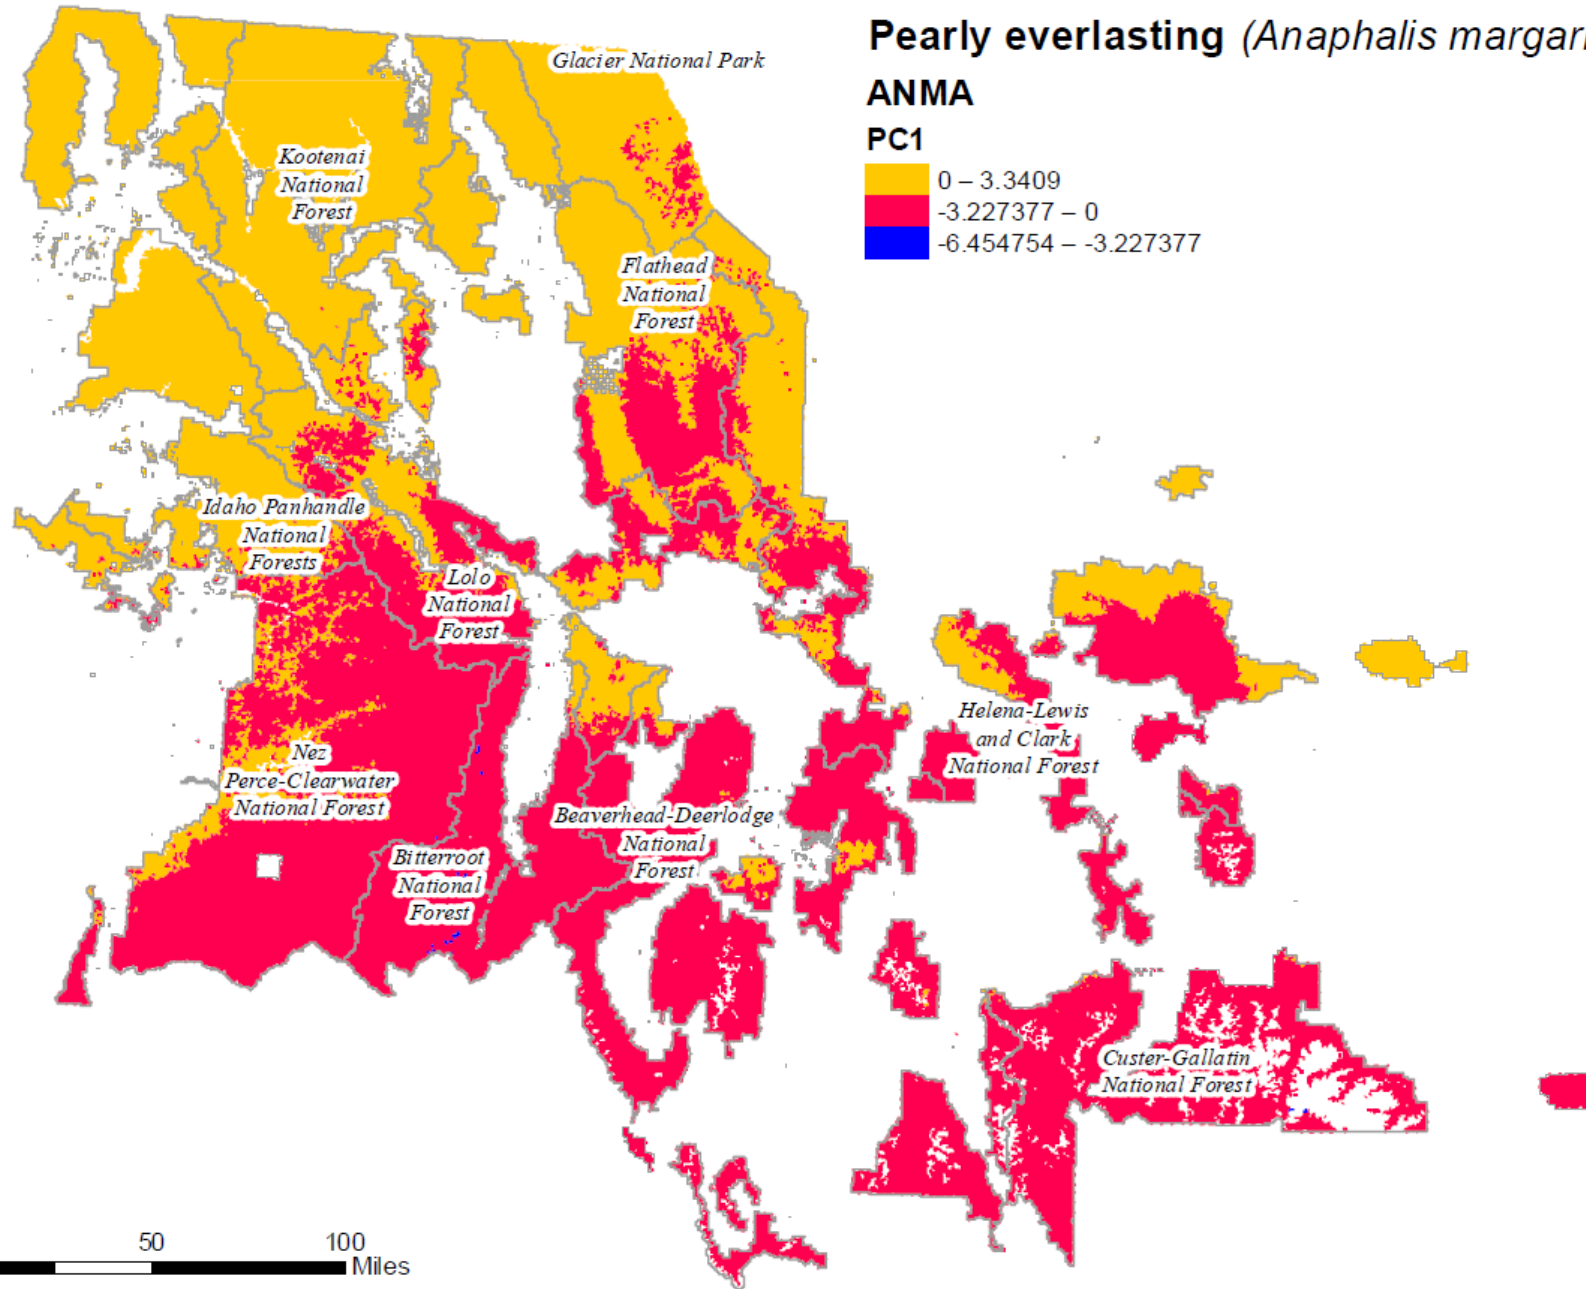 Pearly everlasting (Anaphalis margari
ANMA
PC1
0 – 3.3409
-3.227377 – 0
-6.454754 – -3.227377
Glacier National Park
Kootenai
National
Forest
Flathead
National
Forest
Idaho Panhandle
National
Forests
Lolo
National
Forest
Helena-Lewis
and Clark
National Forest
Nez
Perce-Clearwater
National Forest
Beaverhead-Deerlodge
National
Forest
Bitterroot
National
Forest
Custer-Gallatin
National Forest
50 100
Miles